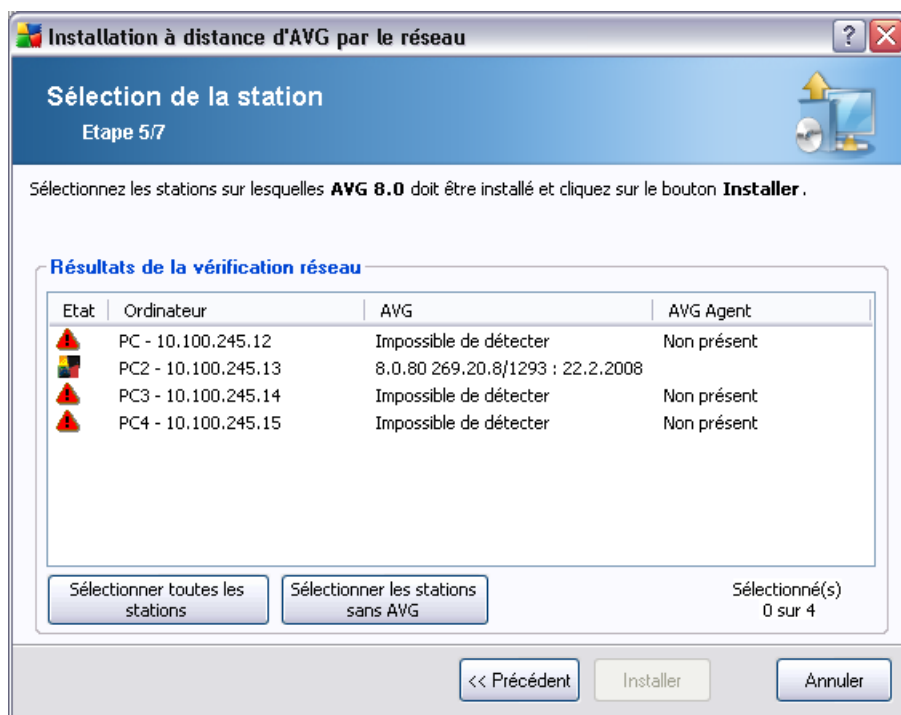 Installation à distance d'AVG par le réseau
?
Sélection de la station
Etape 5/7
Sélectionnez les stations sur lesquelles AVG 8.0 doit être installé et cliquez sur le bouton Installer.
Résultats de la vérification réseau
Etat Ordinateur AVG AVG Agent
PC - 10.100.245.12 Impossible de détecter Non présent
PC2 - 10.100.245.13 8.0.80 269.20.8/1293 : 22.2.2008
PC3 - 10.100.245.14 Impossible de détecter Non présent
PC4 - 10.100.245.15 Impossible de détecter Non présent
Sélectionner toutes les
stations
Sélectionner les stations
sans AVG
Sélectionné(s)
0 sur 4
<< Précédent Installer Annuler